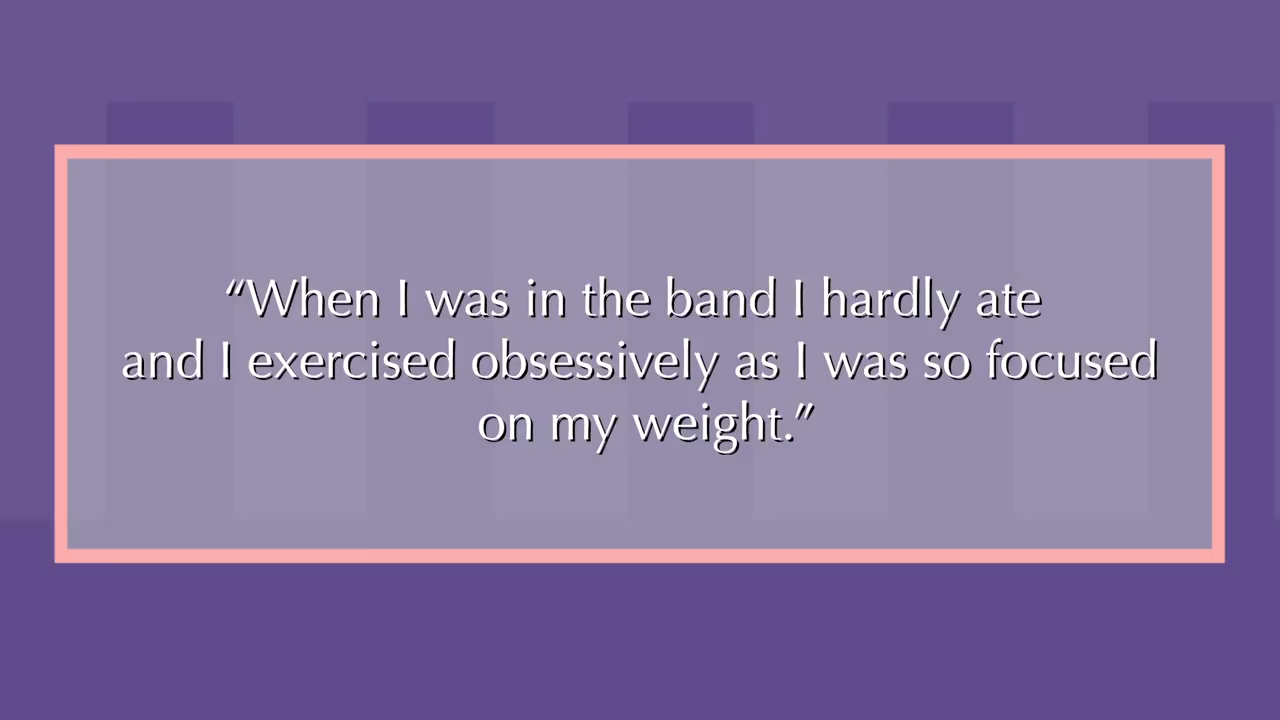 “When I was in the band I hardly ate
and I exercised obsessively as I was so focused
on my weight.”